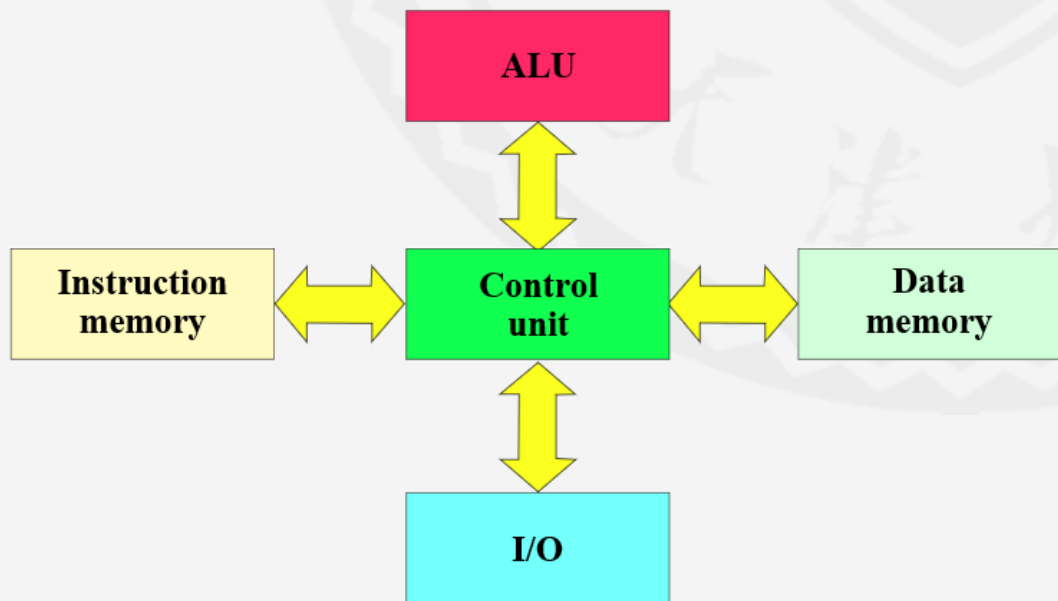 ALU
Instruction
memory
Control
unit
Data
memory
I/O